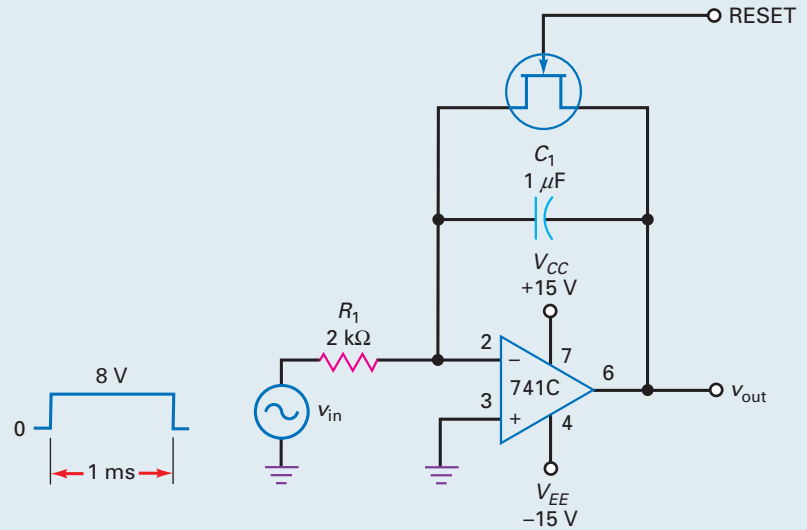 RESET
C1
1 μF
VCC
+15 V
R1
2 kΩ
2
7
6
741C
3
4
−
+
vin
vout
8 V
0
1 ms
VEE
−15 V